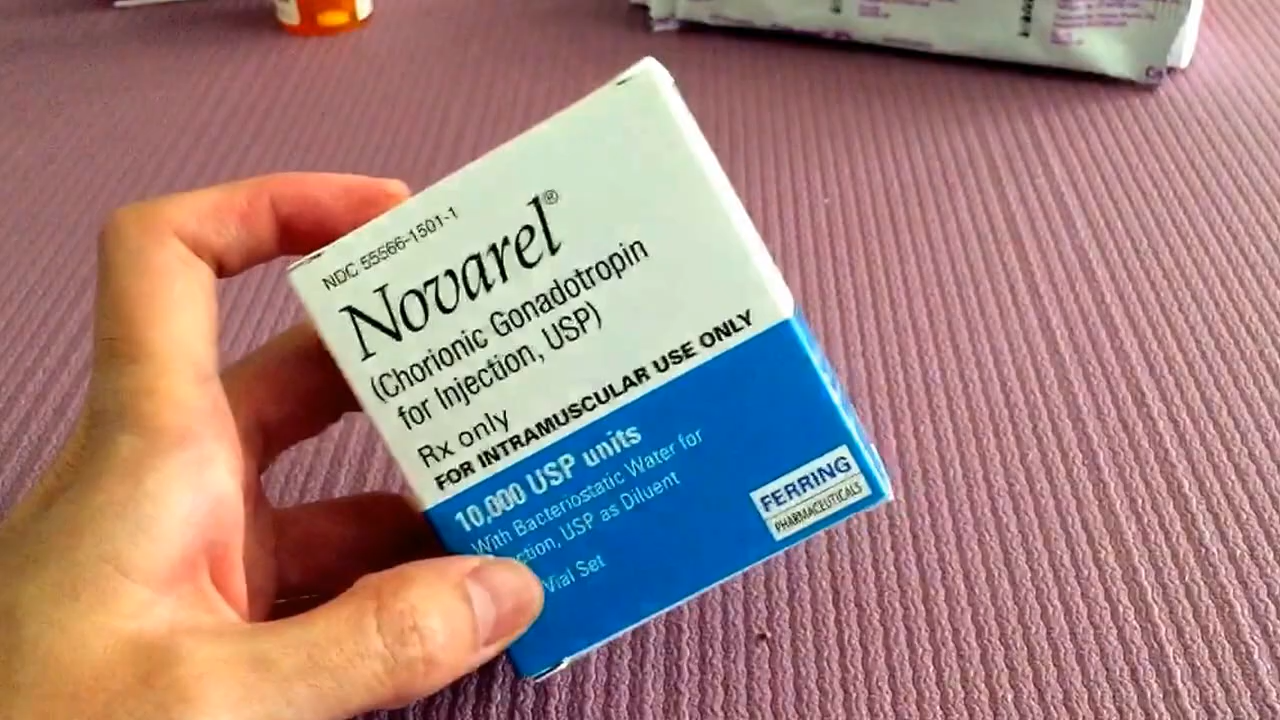 NDC 55566-1501-1
Novarel®
(Chorionic Gonadotropin
for Injection, USP)
Rx only
FOR INTRAMUSCULAR USE ONLY
10,000 USP units
With Bacteriostatic Water for
ction, USP as Diluent
Vial Set
FERRING
PHARMACEUTICALS